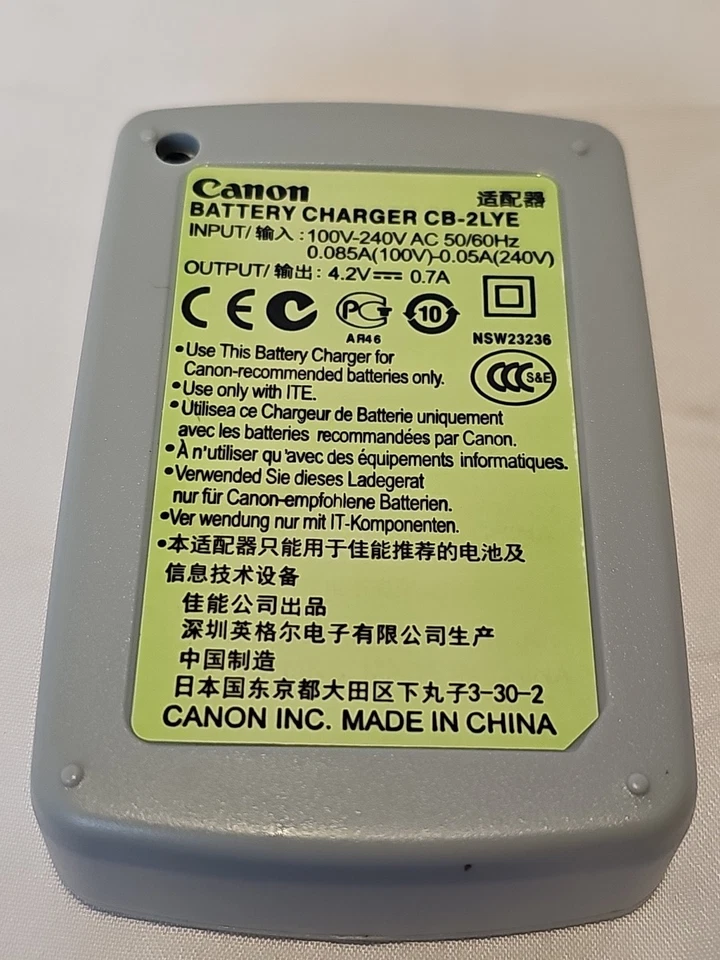 Canon
适配器
BATTERY CHARGER CB-2LYE
INPUT/ 输入 : 100V-240V AC 50/60Hz
0.085A(100V)-0.05A(240V)
OUTPUT/ 输出: 4.2V⎓ 0.7A
CE
PG
10
AR46
NSW23236
CCC S&E
•Use This Battery Charger for
Canon-recommended batteries only.
•Use only with ITE.
•Utilisea ce Chargeur de Batterie uniquement
avec les batteries recommandées par Canon.
•À n'utiliser qu'avec des équipements informatiques.
•Verwended Sie dieses Ladegerat
nur für Canon-empfohlene Batterien.
•Ver wendung nur mit IT-Komponenten.
•本适配器只能用于佳能推荐的电池及
信息技术设备
佳能公司出品
深圳英格尔电子有限公司生产
中国制造
日本国东京都大田区下丸子3-30-2
CANON INC. MADE IN CHINA